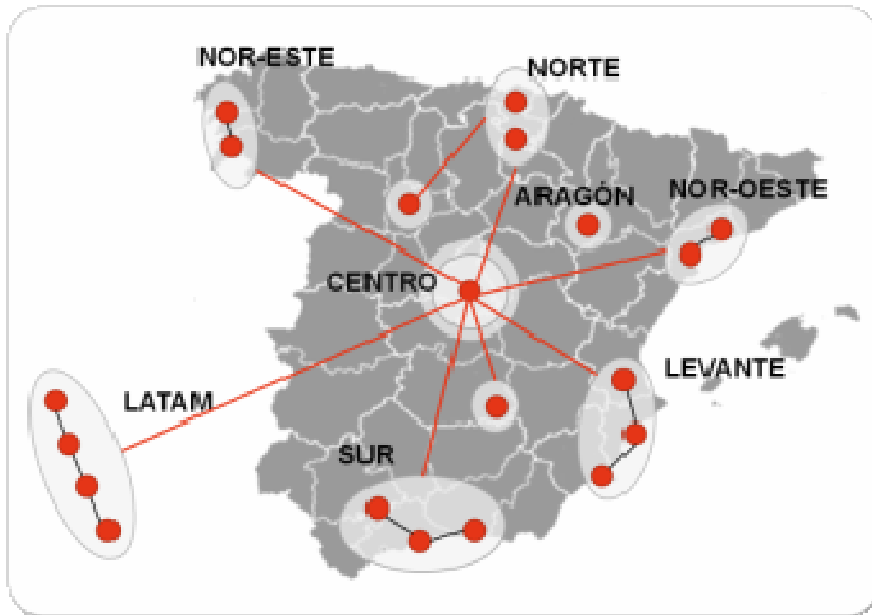 NOR-ESTE
NORTE
ARAGÓN
NOR-OESTE
CENTRO
LEVANTE
LATAM
SUR